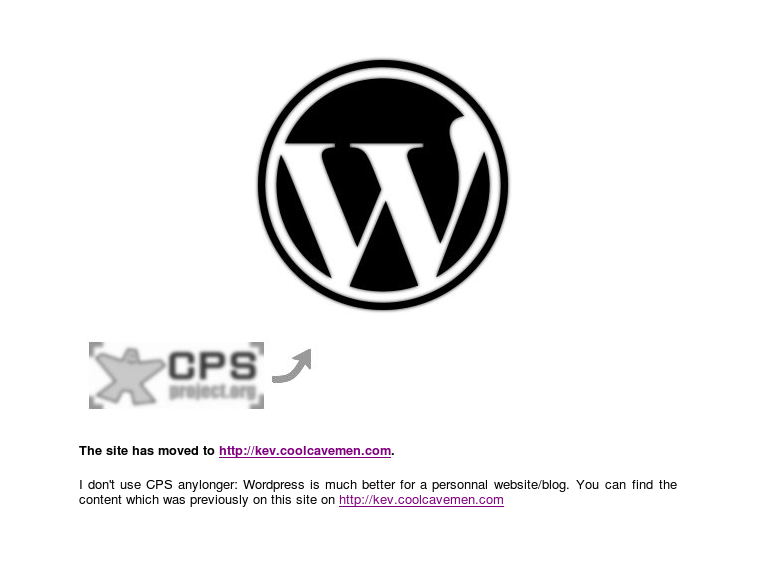 CPS
project.org
The site has moved to http://kev.coolcavemen.com.
I don't use CPS anylonger: Wordpress is much better for a personnal website/blog. You can find the
content which was previously on this site on http://kev.coolcavemen.com